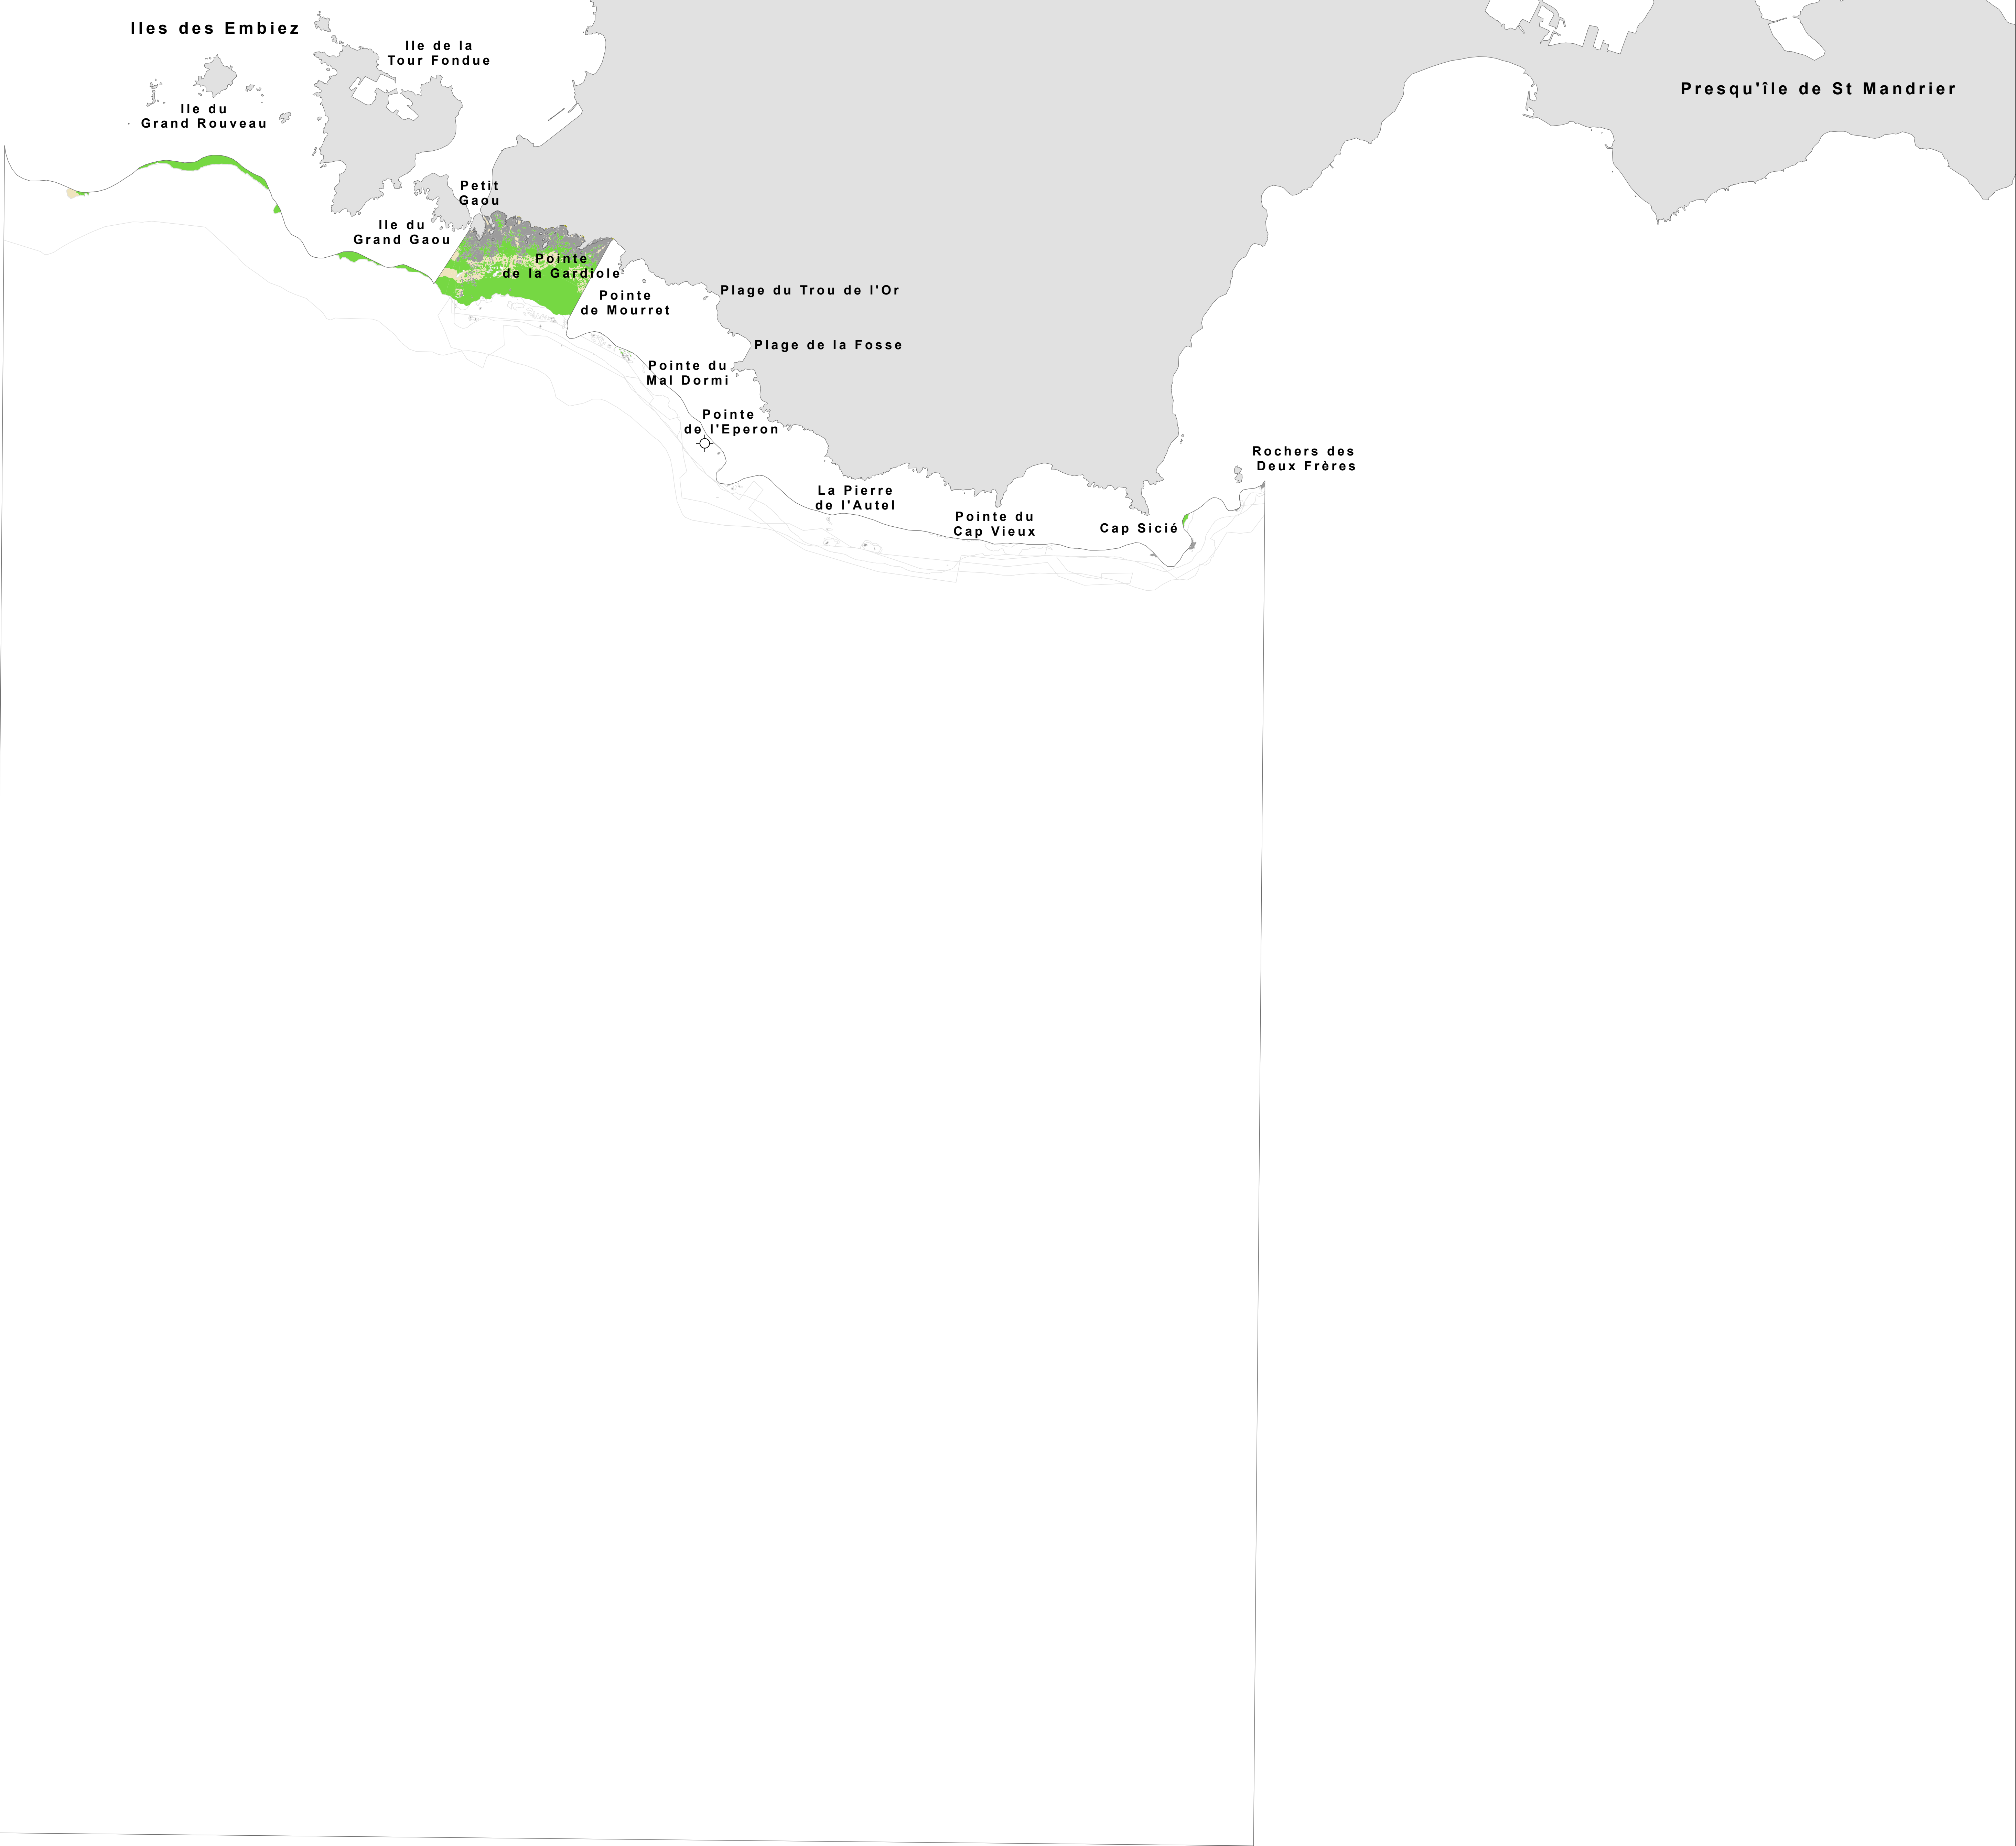 Iles des Embiez
Ile de la
Tour Fondue
Presqu'île de St Mandrier
Ile du
Grand Rouveau
Petit
Gaou
Ile du
Grand Gaou
Pointe
de la Gardiole
Plage du Trou de l'Or
Pointe
de Mourret
Plage de la Fosse
Pointe du
Mal Dormi
Pointe
de l'Eperon
Rochers des
Deux Frères
La Pierre
de l'Autel
Pointe du
Cap Vieux
Cap Sicié